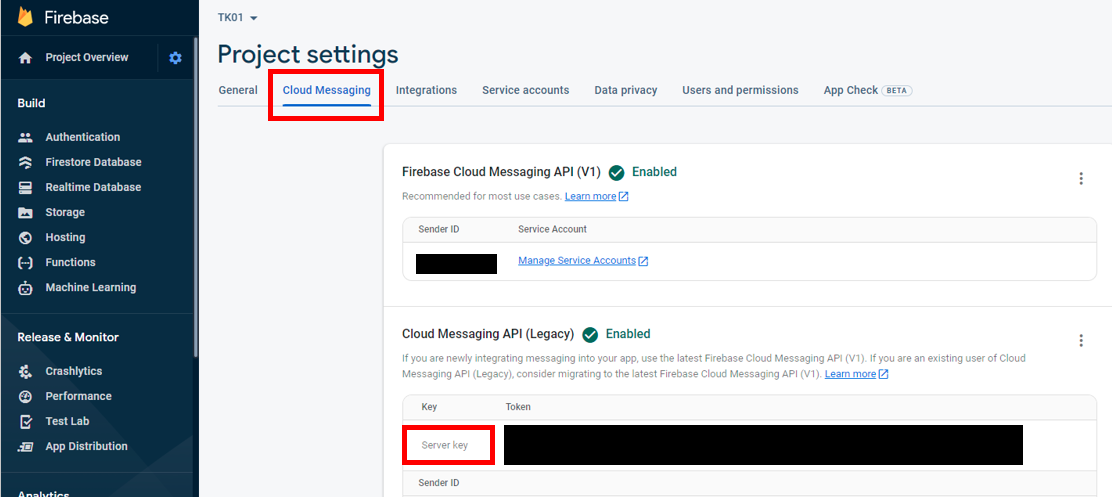 Firebase
TK01
Project Overview
Project settings
General Cloud Messaging Integrations Service accounts Data privacy Users and permissions App Check BETA
Build
Authentication
Firestore Database
Realtime Database
Storage
Hosting
Functions
Machine Learning
Release & Monitor
Crashlytics
Performance
Test Lab
App Distribution
Analytics
Firebase Cloud Messaging API (V1) Enabled
Recommended for most use cases. Learn more
Sender ID Service Account
Manage Service Accounts
Cloud Messaging API (Legacy) Enabled
If you are newly integrating messaging into your app, use the latest Firebase Cloud Messaging API (V1). If you are an existing user of Cloud
Messaging API (Legacy), consider migrating to the latest Firebase Cloud Messaging API (V1). Learn more
Key Token
Server key
Sender ID